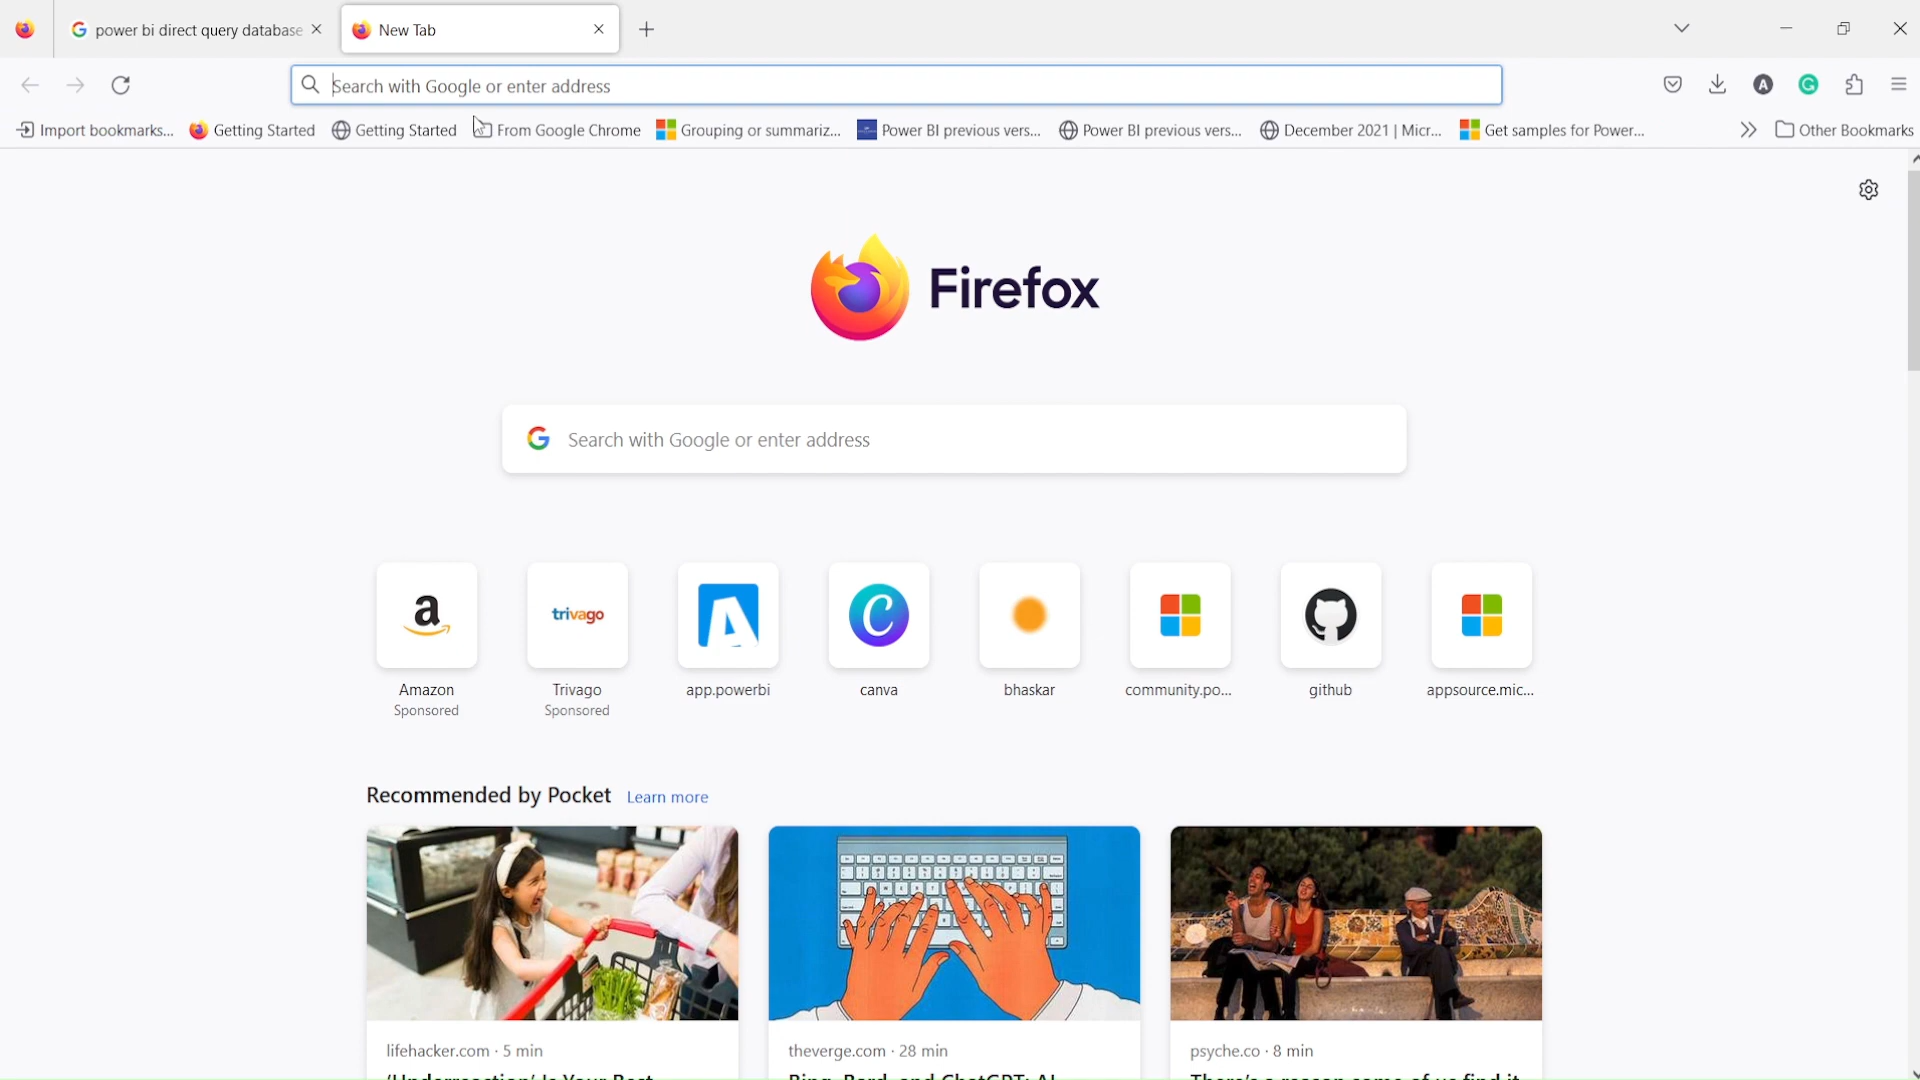 power bi direct query database
New Tab
Search with Google or enter address
Import bookmarks...
Getting Started
Getting Started
From Google Chrome
Grouping or summariz...
Power BI previous vers...
Power BI previous vers...
December 2021 | Micr...
Get samples for Power...
Other Bookmarks
Firefox
Search with Google or enter address
Amazon
Sponsored
Trivago
Sponsored
app.powerbi
canva
bhaskar
community.po...
github
appsource.mic...
trivago
Recommended by Pocket Learn more
lifehacker.com · 5 min
theverge.com · 28 min
psyche.co · 8 min